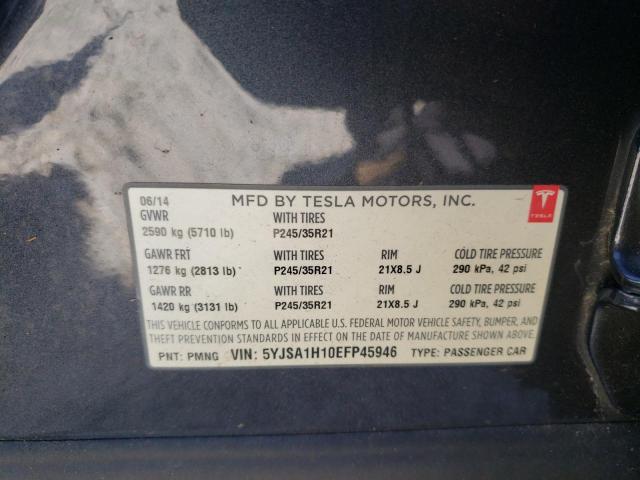 06/14 MFD BY TESLA MOTORS, INC.
GVWR WITH TIRES
2590 kg (5710 lb) P245/35R21
GAWR FRT WITH TIRES RIM COLD TIRE PRESSURE
1276 kg (2813 lb) P245/35R21 21X8.5 J 290 kPa, 42 psi
GAWR RR WITH TIRES RIM COLD TIRE PRESSURE
1420 kg (3131 lb) P245/35R21 21X8.5 J 290 kPa, 42 psi
THIS VEHICLE CONFORMS TO ALL APPLICABLE U.S. FEDERAL MOTOR VEHICLE SAFETY, BUMPER, AND
THEFT PREVENTION STANDARDS IN EFFECT ON THE DATE OF MANUFACTURE SHOWN ABOVE.
PNT: PMNG VIN: 5YJSA1H10EFP45946 TYPE: PASSENGER CAR
TESLA